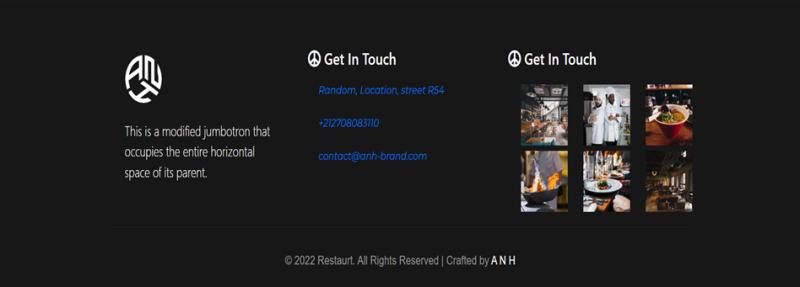 ANH
This is a modified jumbotron that
occupies the entire horizontal
space of its parent.
Get In Touch
Random, Location, street R54
+212708083110
contact@anh-brand.com
Get In Touch
© 2022 Restaurt. All Rights Reserved | Crafted by A N H